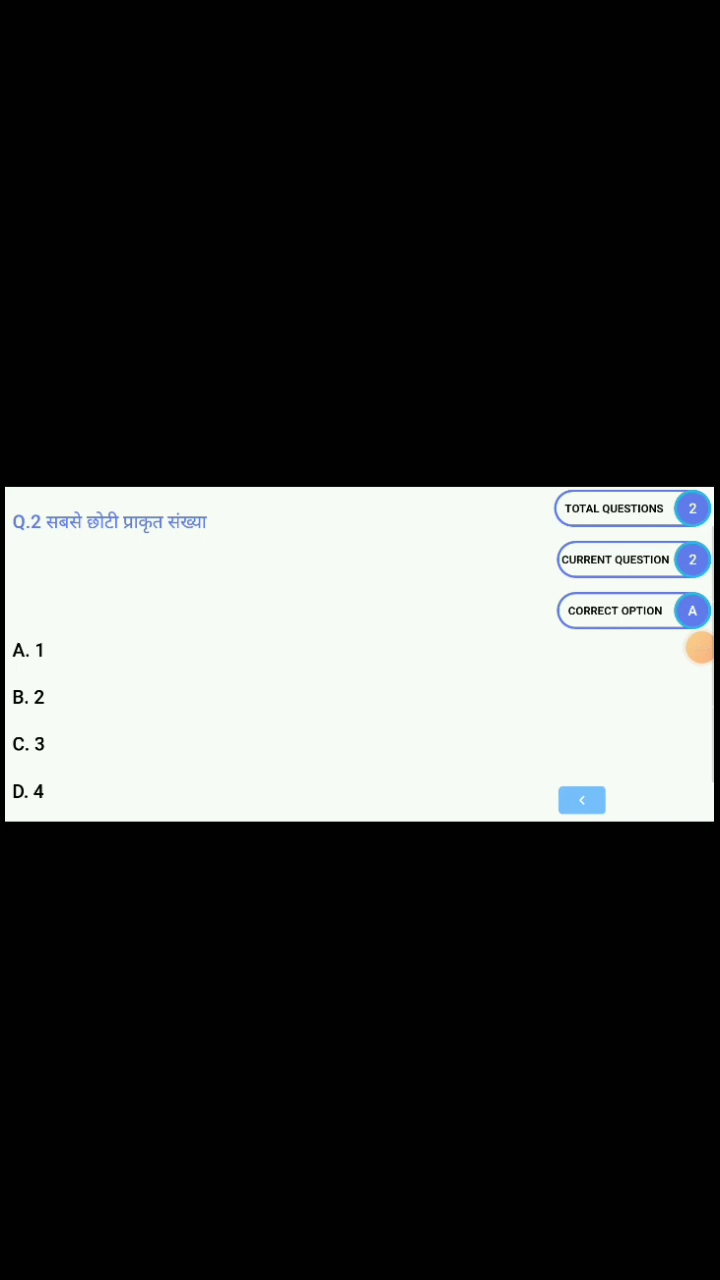 Q.2 सबसे छोटी प्राकृत संख्या
TOTAL QUESTIONS 2
CURRENT QUESTION 2
CORRECT OPTION A
A. 1
B. 2
C. 3
D. 4